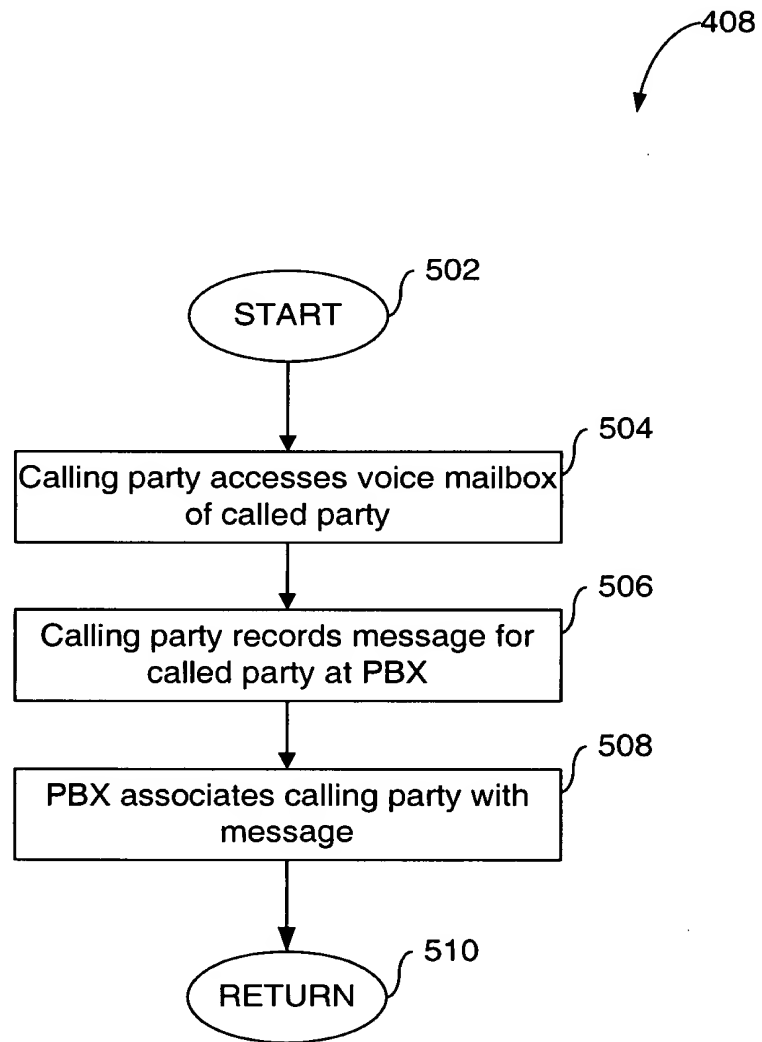 408
502
START
504
Calling party accesses voice mailbox
of called party
506
Calling party records message for
called party at PBX
508
PBX associates calling party with
message
510
RETURN